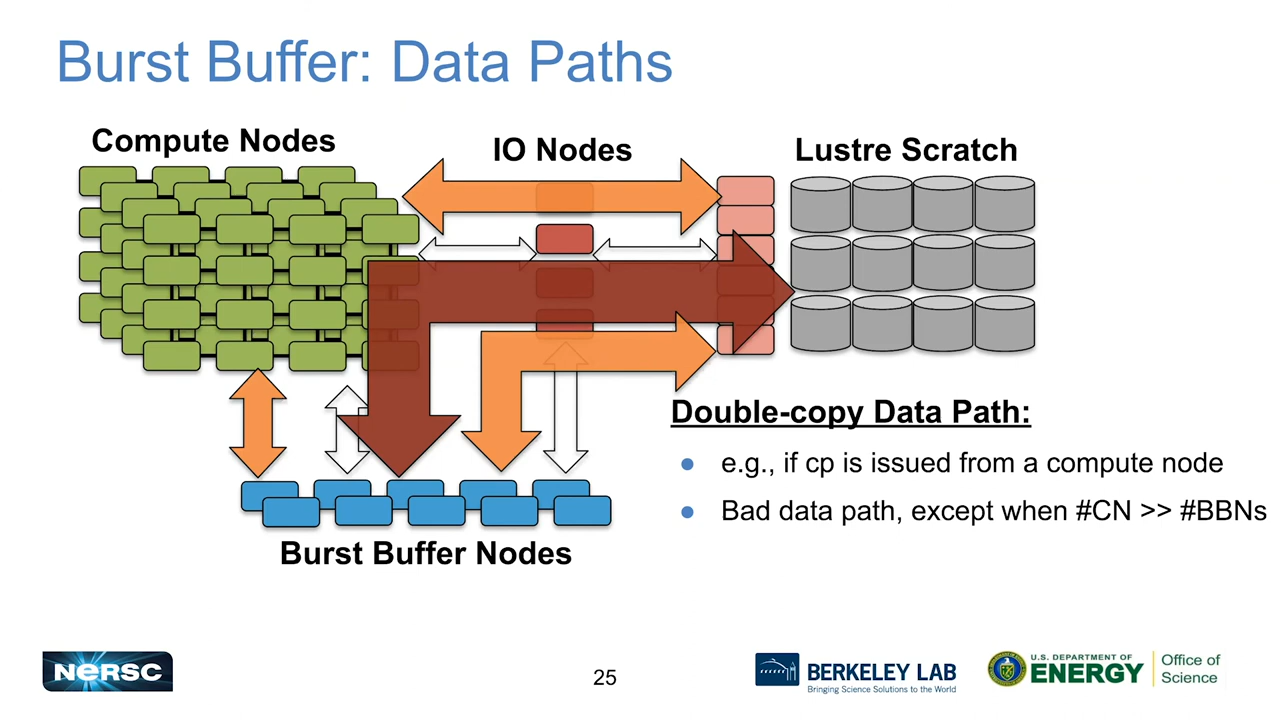 Burst Buffer: Data Paths
Compute Nodes
IO Nodes
Lustre Scratch
Double-copy Data Path:
● e.g., if cp is issued from a compute node
● Bad data path, except when #CN >> #BBNs
Burst Buffer Nodes
NERSC
25
BERKELEY LAB
Bringing Science Solutions to the World
U.S. DEPARTMENT OF
ENERGY
Office of
Science